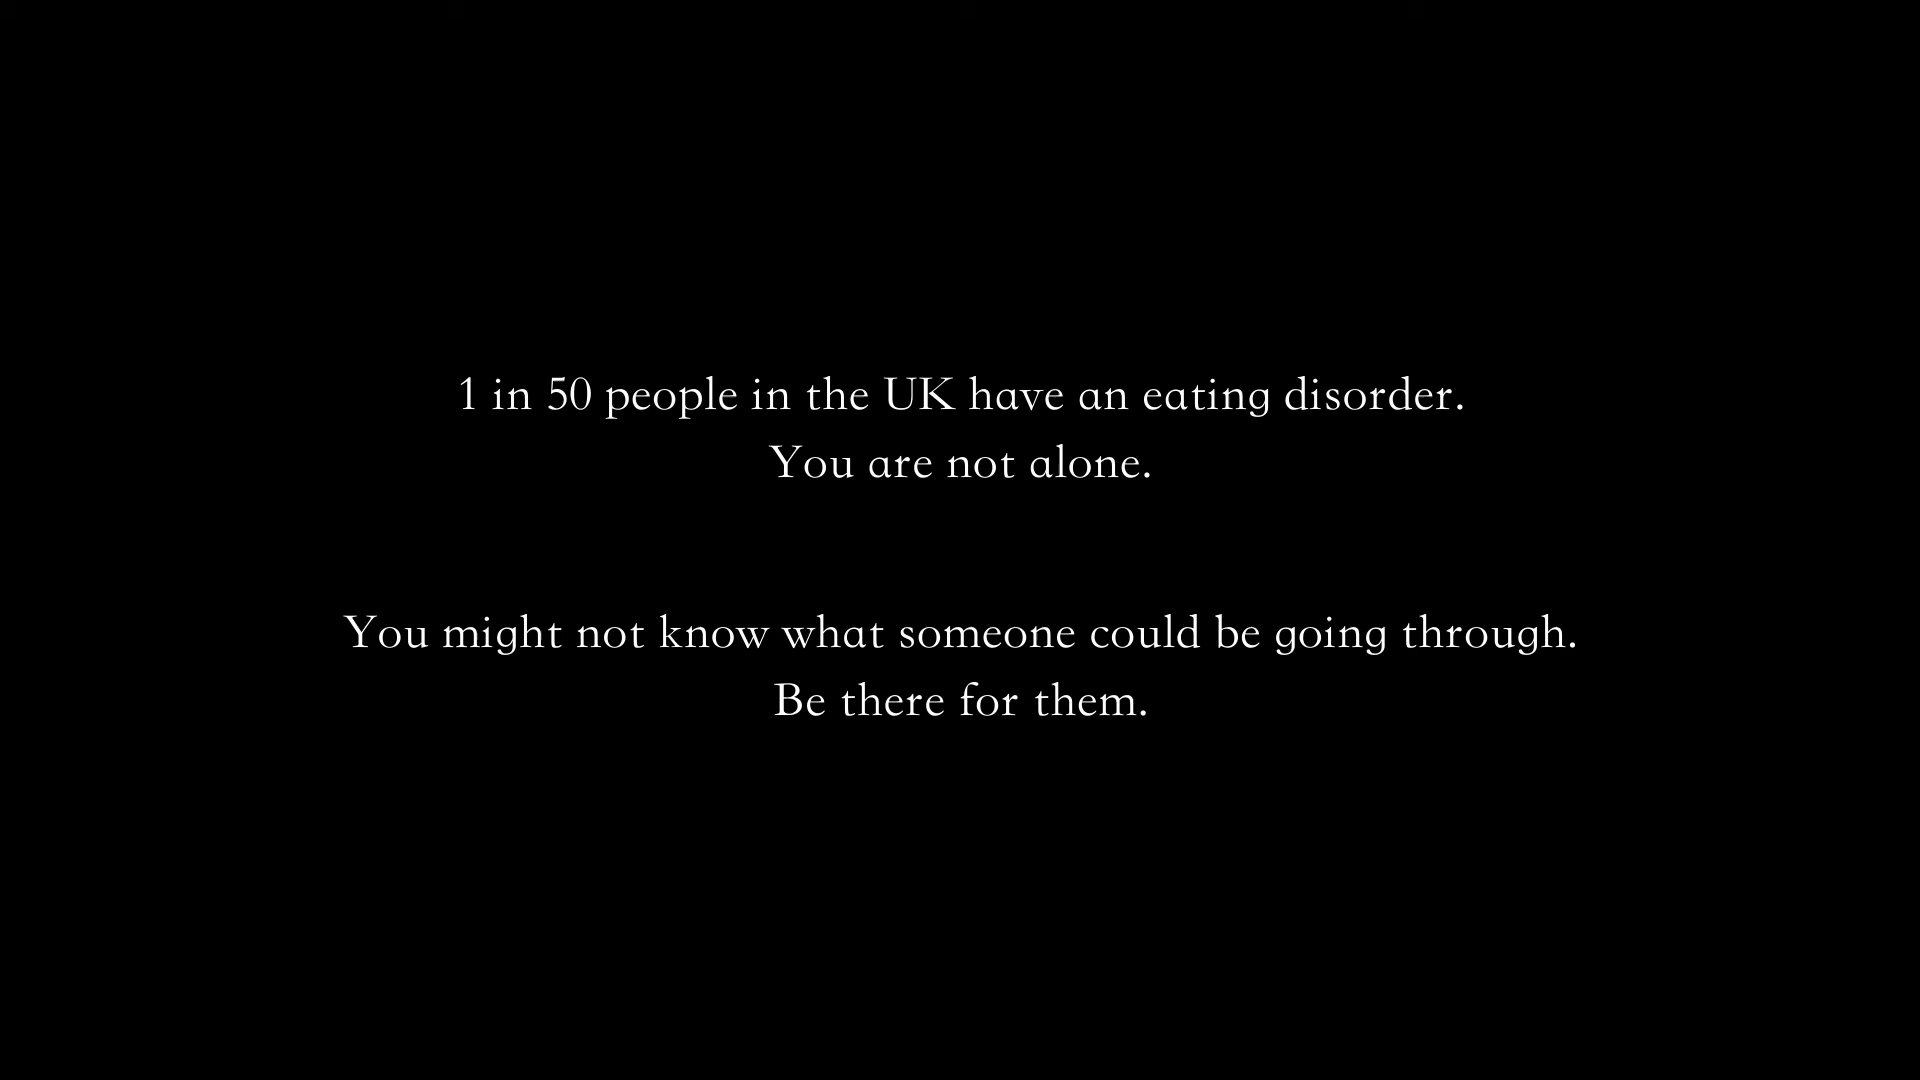 1 in 50 people in the UK have an eating disorder.
You are not alone.
You might not know what someone could be going through.
Be there for them.